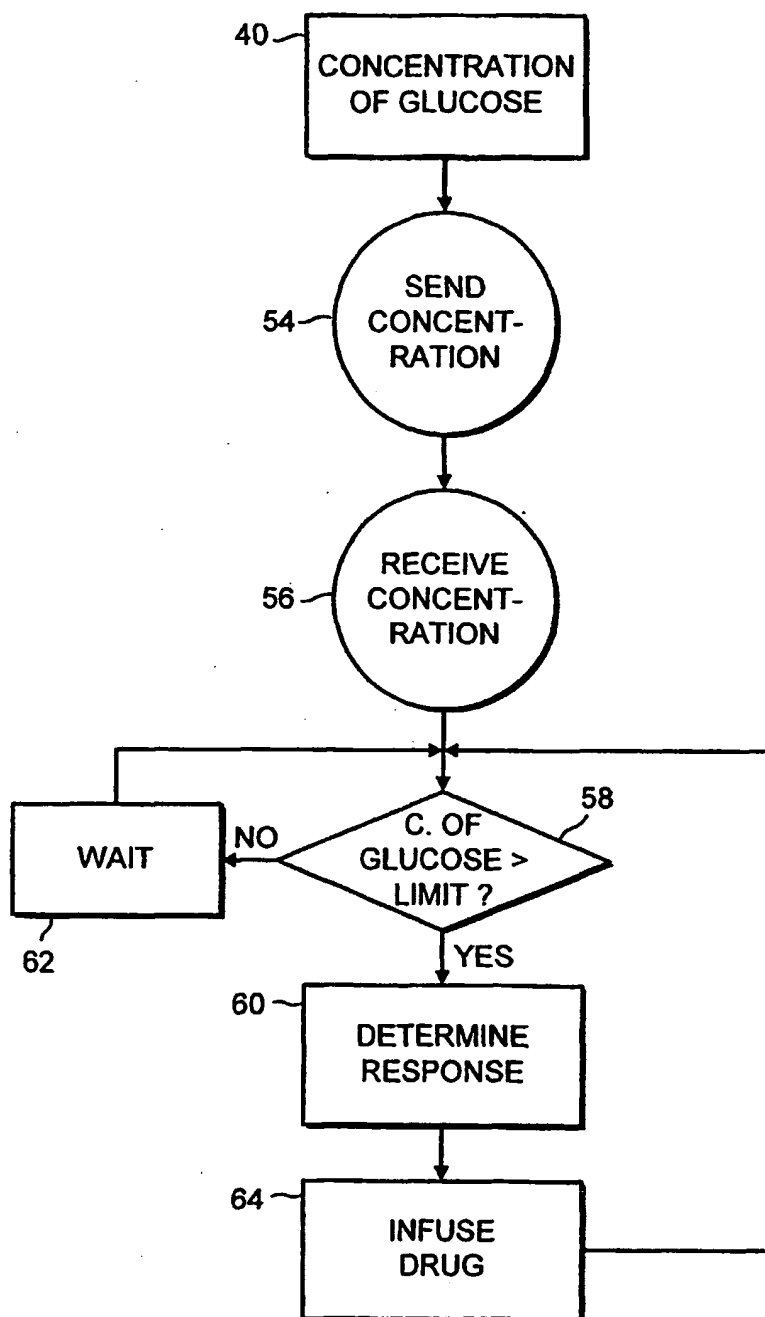 40
CONCENTRATION
OF GLUCOSE
54
SEND
CONCENT-
RATION
56
RECEIVE
CONCENT-
RATION
58
C. OF
GLUCOSE >
LIMIT ?
NO
WAIT
62
YES
60
DETERMINE
RESPONSE
64
INFUSE
DRUG